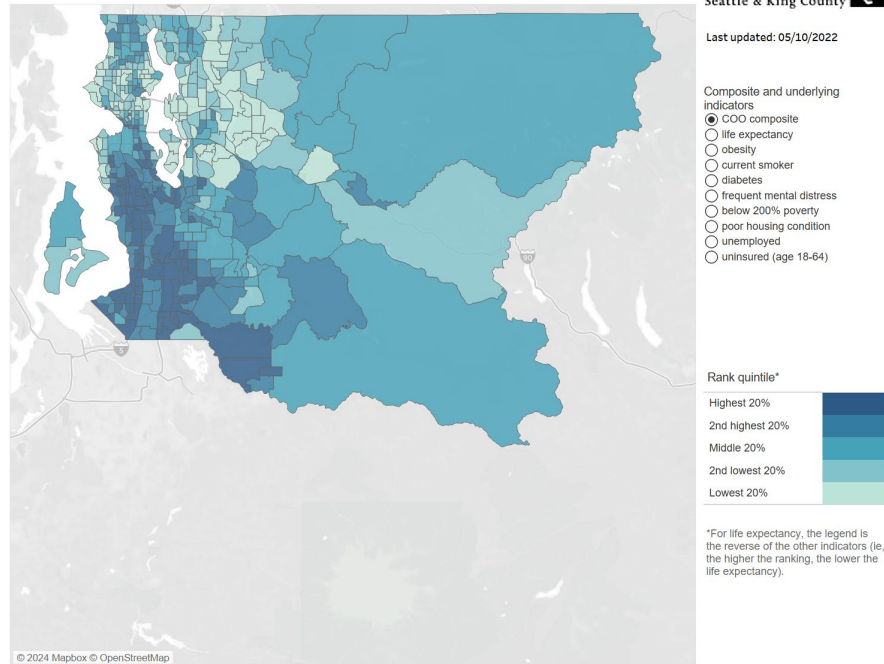 Seattle & King County
Last updated: 05/10/2022
Composite and underlying
indicators
COO composite
life expectancy
obesity
current smoker
diabetes
frequent mental distress
below 200% poverty
poor housing condition
unemployed
uninsured (age 18-64)
90
5
Rank quintile*
Highest 20%
2nd highest 20%
Middle 20%
2nd lowest 20%
Lowest 20%
*For life expectancy, the legend is
the reverse of the other indicators (ie,
the higher the ranking, the lower the
life expectancy).
© 2024 Mapbox © OpenStreetMap